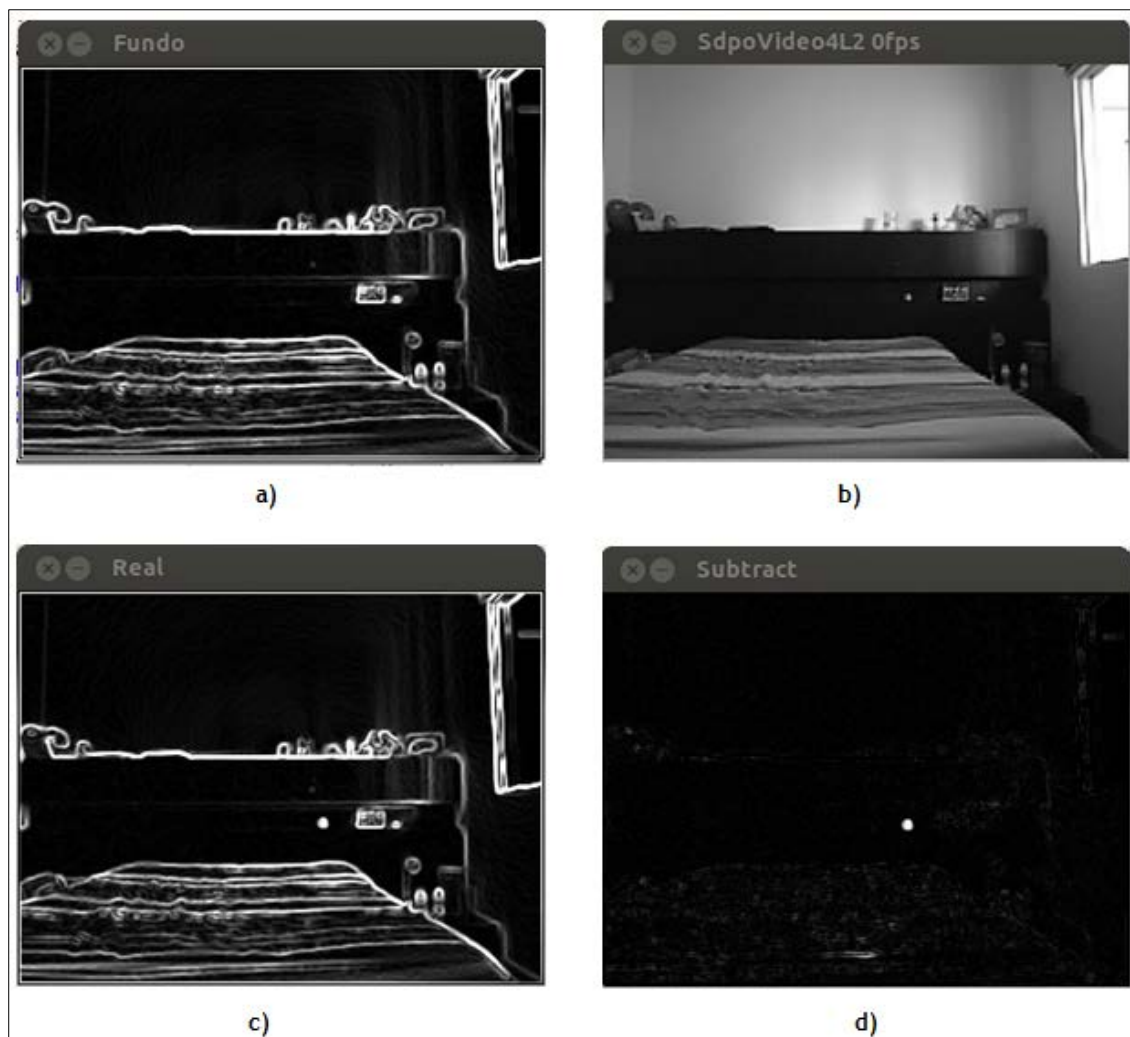 Fundo
SdpoVideo4L2 0fps
a)
b)
Real
Subtract
c)
d)